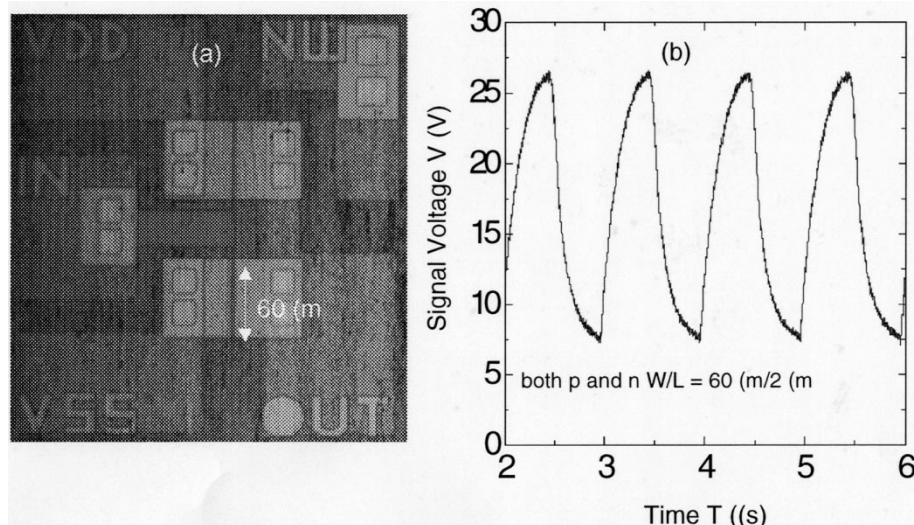 VDD
(a)
NW
IN
60 (m
VSS
OUT
(b)
Signal Voltage V (V)
30
25
20
15
10
5
0
both p and n W/L = 60 (m/2 (m
2
3
4
5
6
Time T ((s)